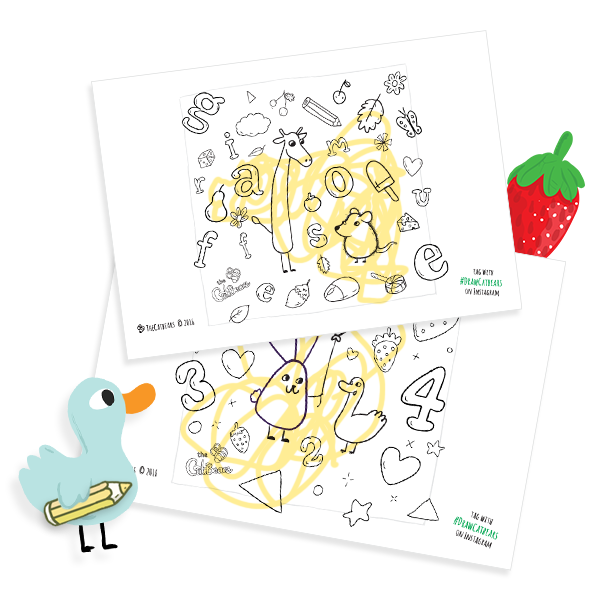 g
i
m
r
a
o
u
f
f
s
e
the
CatBears
e
TAG WITH
#DRAWCATBEARS
ON INSTAGRAM
THECATBEARS © 2016
3
4
2
the
CatBears
© 2016
TAG WITH
#DRAWCATBEARS
ON INSTAGRAM